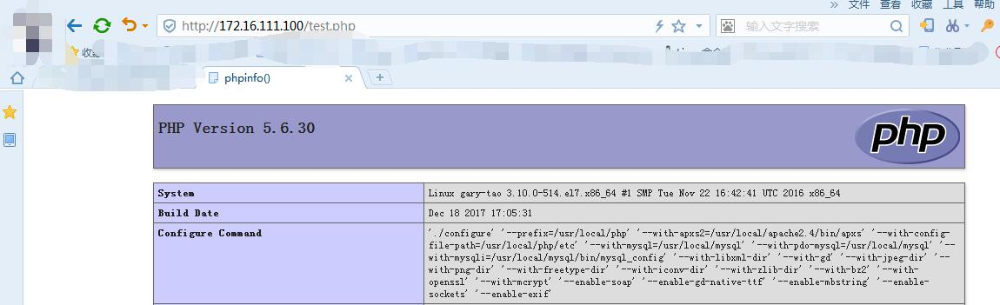 » 文件 查看 收藏 工具 帮助
http://172.16.111.100/test.php
输入文字搜索
收藏
phpinfo()
PHP Version 5.6.30
php
System Linux gary-tao 3.10.0-514.el7.x86_64 #1 SMP Tue Nov 22 16:42:41 UTC 2016 x86_64
Build Date Dec 18 2017 17:05:31
Configure Command './configure' '--prefix=/usr/local/php' '--with-apxs2=/usr/local/apache2.4/bin/apxs' '--with-config-
file-path=/usr/local/php/etc' '--with-mysql=/usr/local/mysql' '--with-pdo-mysql=/usr/local/mysql' '--
with-mysqli=/usr/local/mysql/bin/mysql_config' '--with-libxml-dir' '--with-gd' '--with-jpeg-dir' '--
with-png-dir' '--with-freetype-dir' '--with-iconv-dir' '--with-zlib-dir' '--with-bz2' '--with-
openssl' '--with-mcrypt' '--enable-soap' '--enable-gd-native-ttf' '--enable-mbstring' '--enable-
sockets' '--enable-exif'